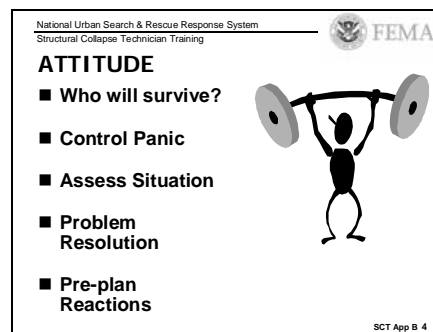 National Urban Search & Rescue Response System
Structural Collapse Technician Training
FEMA
ATTITUDE
■ Who will survive?
■ Control Panic
■ Assess Situation
■ Problem
Resolution
■ Pre-plan
Reactions
SCT App B 4